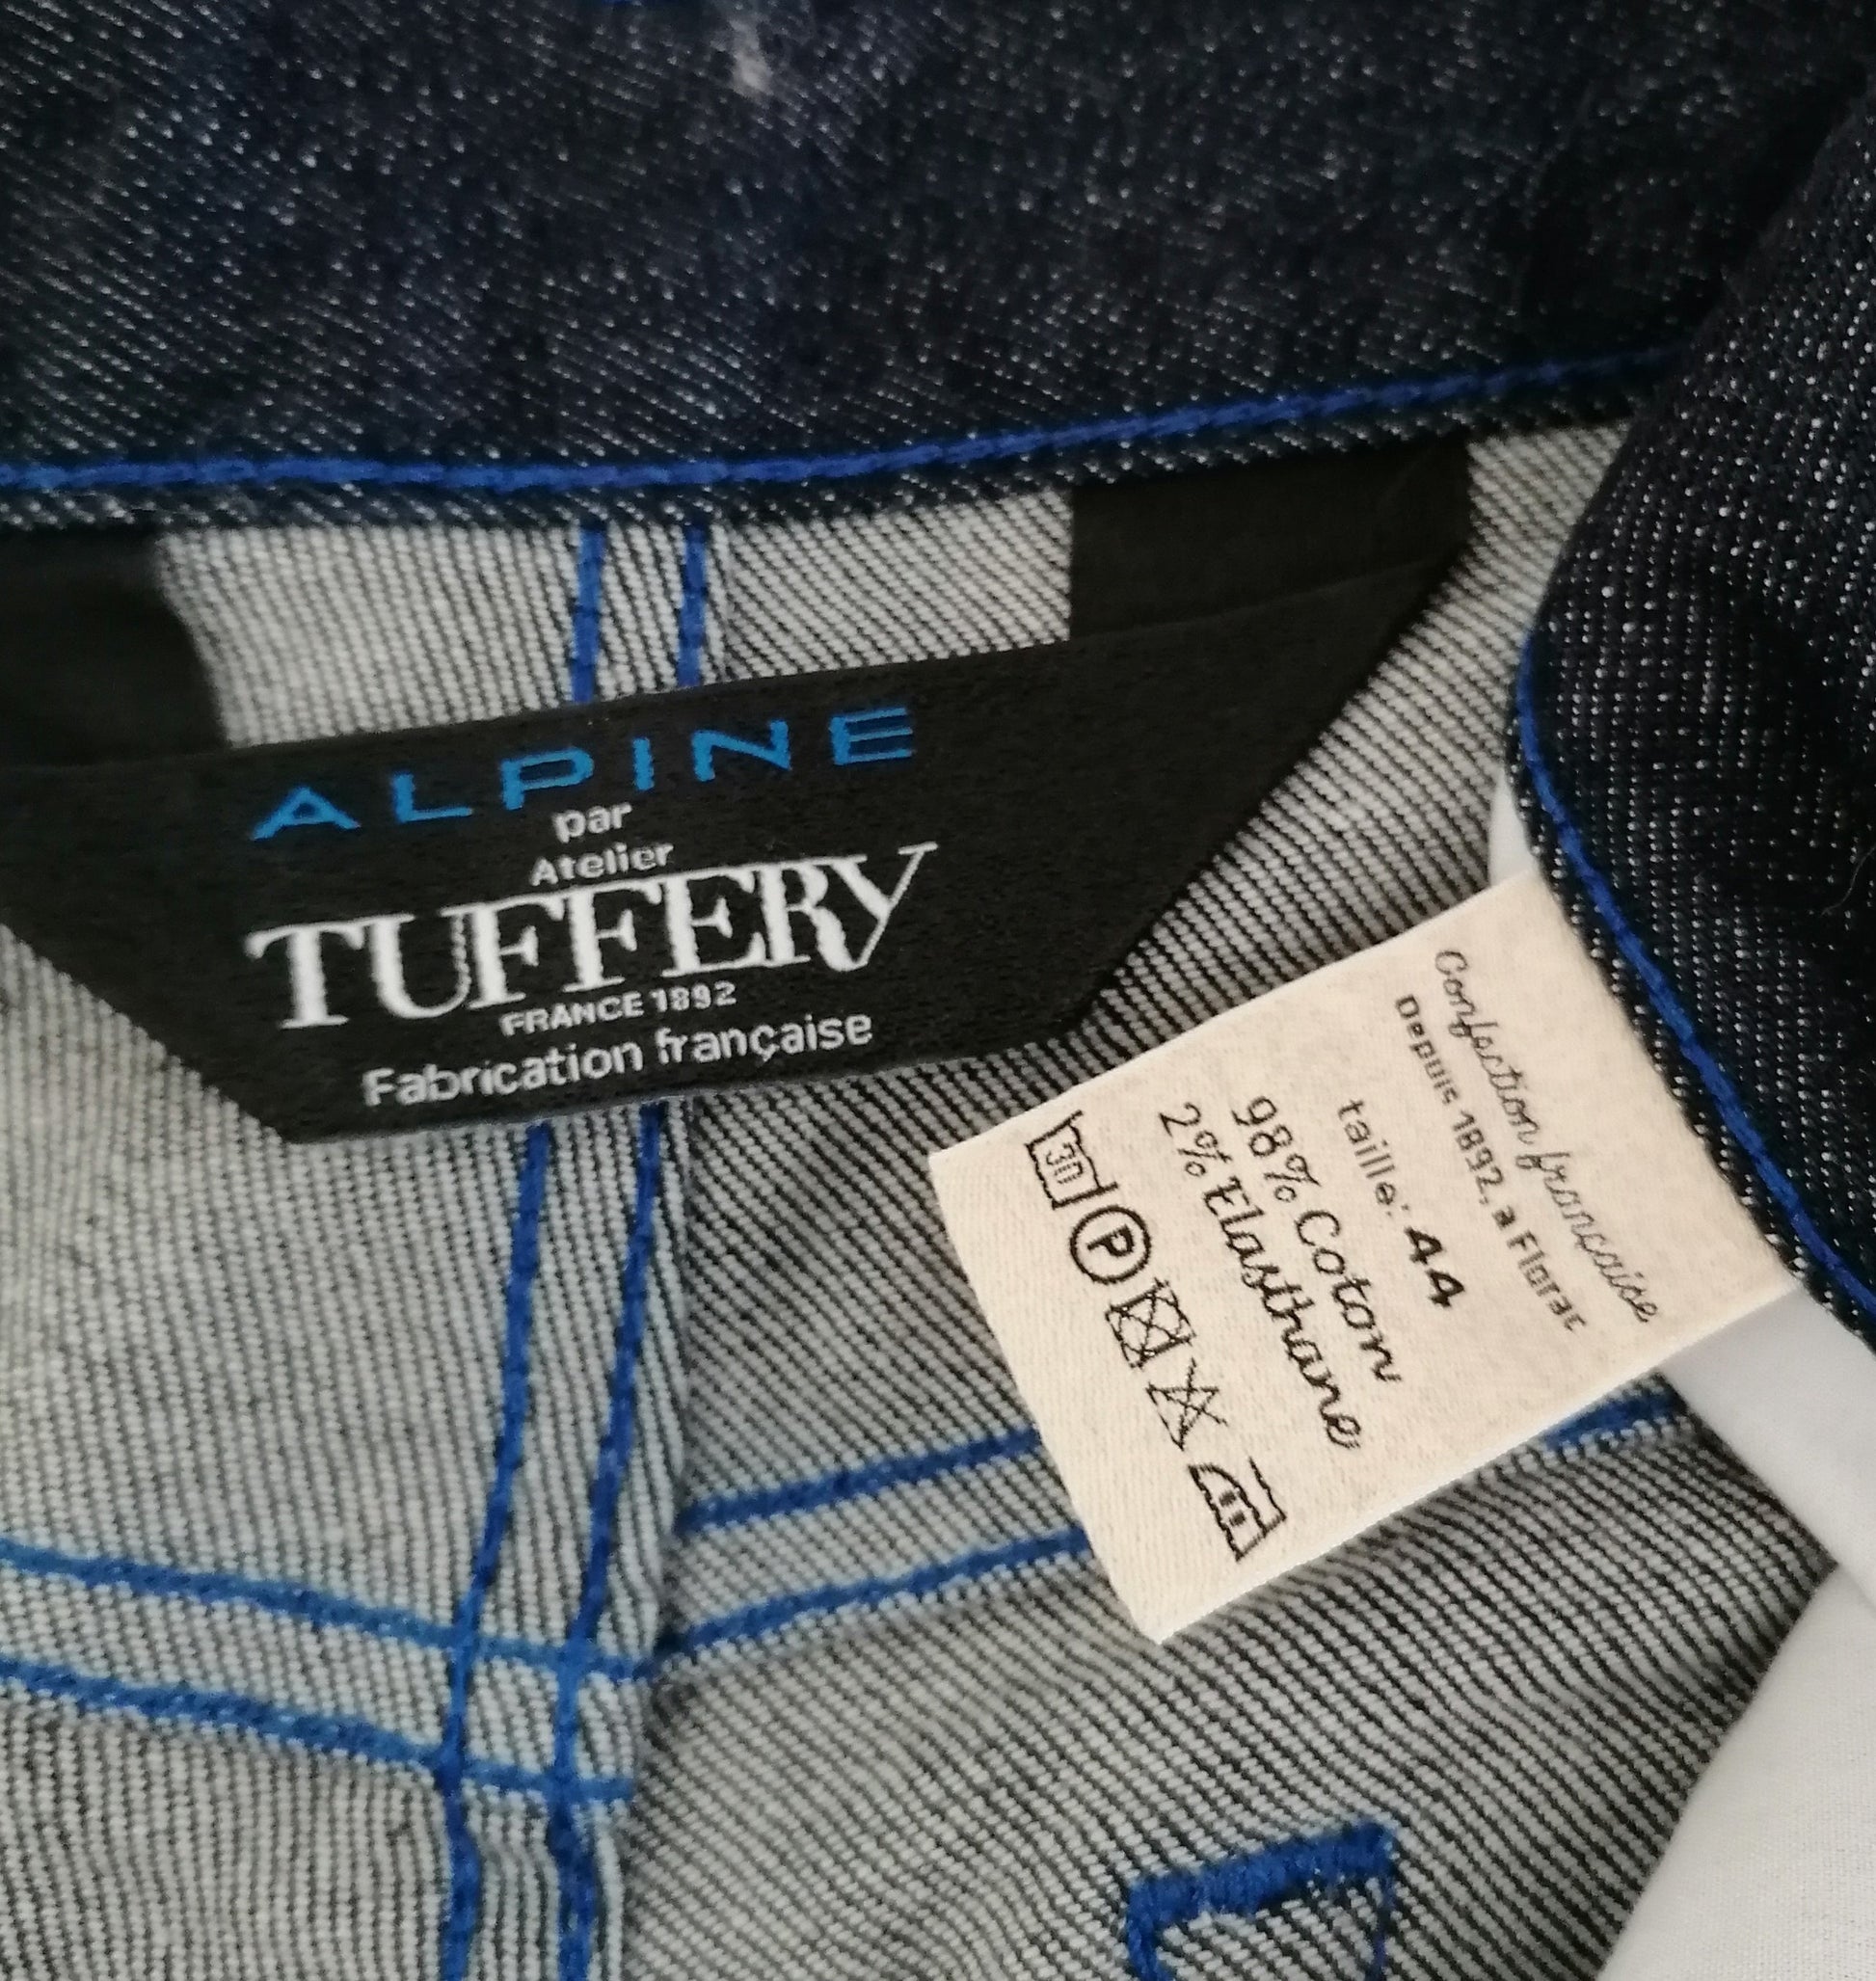 ALPINE
par
Atelier
TUFFERY
FRANCE 1892
Fabrication française
Confection française
Depuis 1892, à Florac
taille: 44
98% Coton
2% Elasthane
30
P